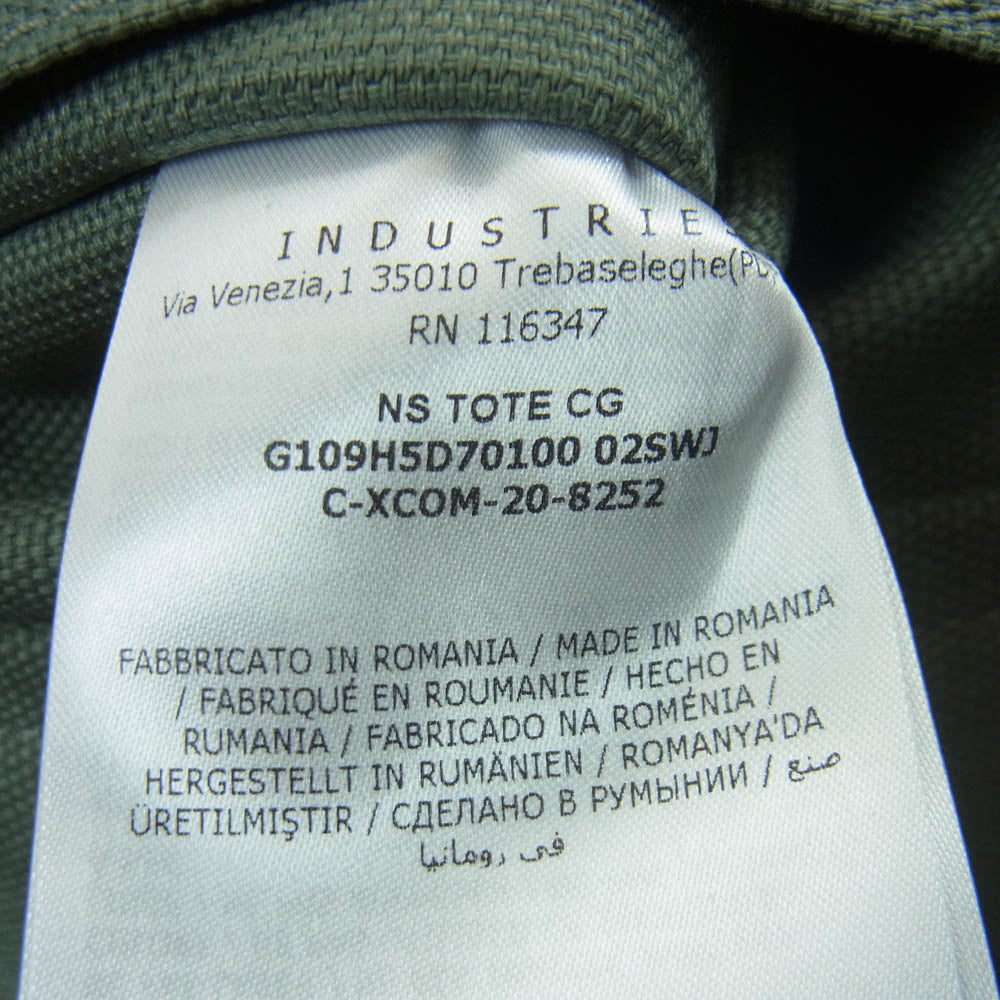 INDUSTRIE
Via Venezia,1 35010 Trebaseleghe(PD
RN 116347
NS TOTE CG
G109H5D70100 02SWJ
C-XCOM-20-8252
FABBRICATO IN ROMANIA / MADE IN ROMANIA
/ FABRIQUÉ EN ROUMANIE / HECHO EN
RUMANIA / FABRICADO NA ROMÉNIA /
HERGESTELLT IN RUMÄNIEN / ROMANYA'DA
ÜRETILMIŞTIR / СДЕЛАНО В РУМЫНИИ / صنع
في رومانيا